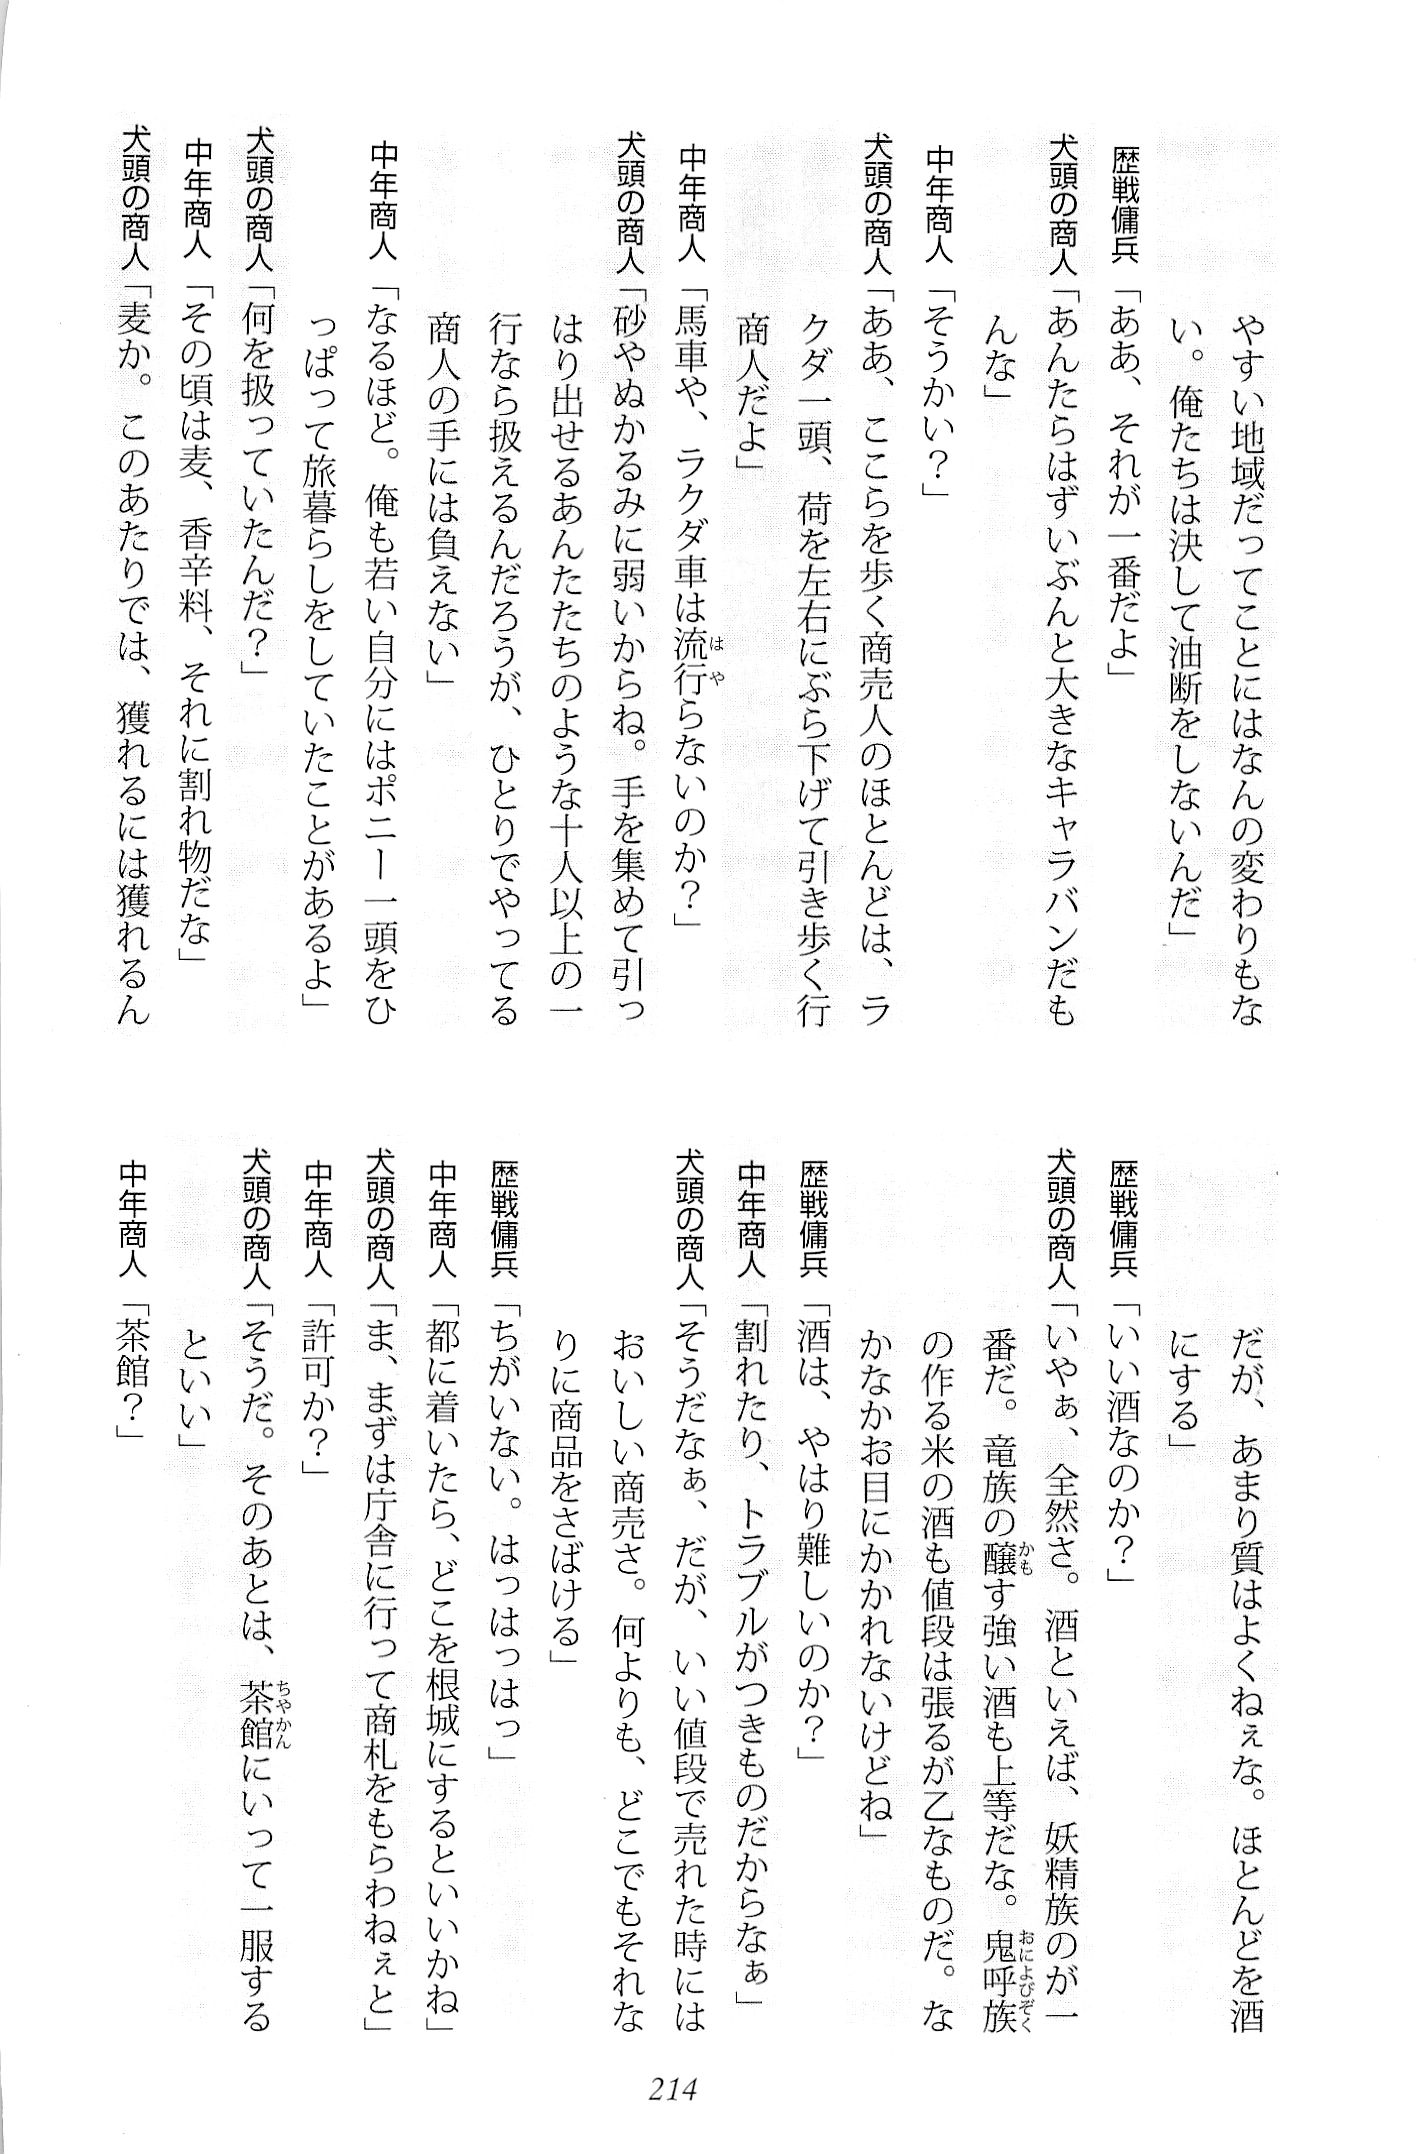 やすい地域だってことにはなんの変わりもな
い。俺たちは決して油断をしないんだ」
歴戦傭兵「ああ、それが一番だよ」
犬頭の商人「あんたらはずいぶんと大きなキャラバンだも
んな」
中年商人「そうかい？」
犬頭の商人「ああ、ここらを歩く商売人のほとんどは、ラ
クダ一頭、荷を左右にぶら下げて引き歩く行
商人だよ」
中年商人「馬車や、ラクダ車は流行らないのか？」
犬頭の商人「砂やぬかるみに弱いからね。手を集めて引っ
はり出せるあんたたちのような十人以上の一
行なら扱えるんだろうが、ひとりでやってる
商人の手には負えない」
中年商人「なるほど。俺も若い自分にはポニー一頭をひ
っぱって旅暮らしをしていたことがあるよ」
犬頭の商人「何を扱っていたんだ？」
中年商人「その頃は麦、香辛料、それに割れ物だな」
犬頭の商人「麦か。このあたりでは、獲れるには獲れるん
だが、あまり質はよくねぇな。ほとんどを酒
にする」
歴戦傭兵「いい酒なのか？」
犬頭の商人「いやぁ、全然さ。酒といえば、妖精族のが一
番だ。竜族の醸す強い酒も上等だな。鬼呼族
の作る米の酒も値段は張るが乙なものだ。な
かなかお目にかかれないけどね」
歴戦傭兵「酒は、やはり難しいのか？」
中年商人「割れたり、トラブルがつきものだからなぁ」
犬頭の商人「そうだなぁ、だが、いい値段で売れた時には
おいしい商売さ。何よりも、どこでもそれな
りに商品をさばける」
歴戦傭兵「ちがいない。はっはっはっ」
中年商人「都に着いたら、どこを根城にするといいかね」
犬頭の商人「ま、まずは庁舎に行って商札をもらわねぇと」
中年商人「許可か？」
犬頭の商人「そうだ。そのあとは、茶館にいって一服する
といい」
中年商人「茶館？」
214